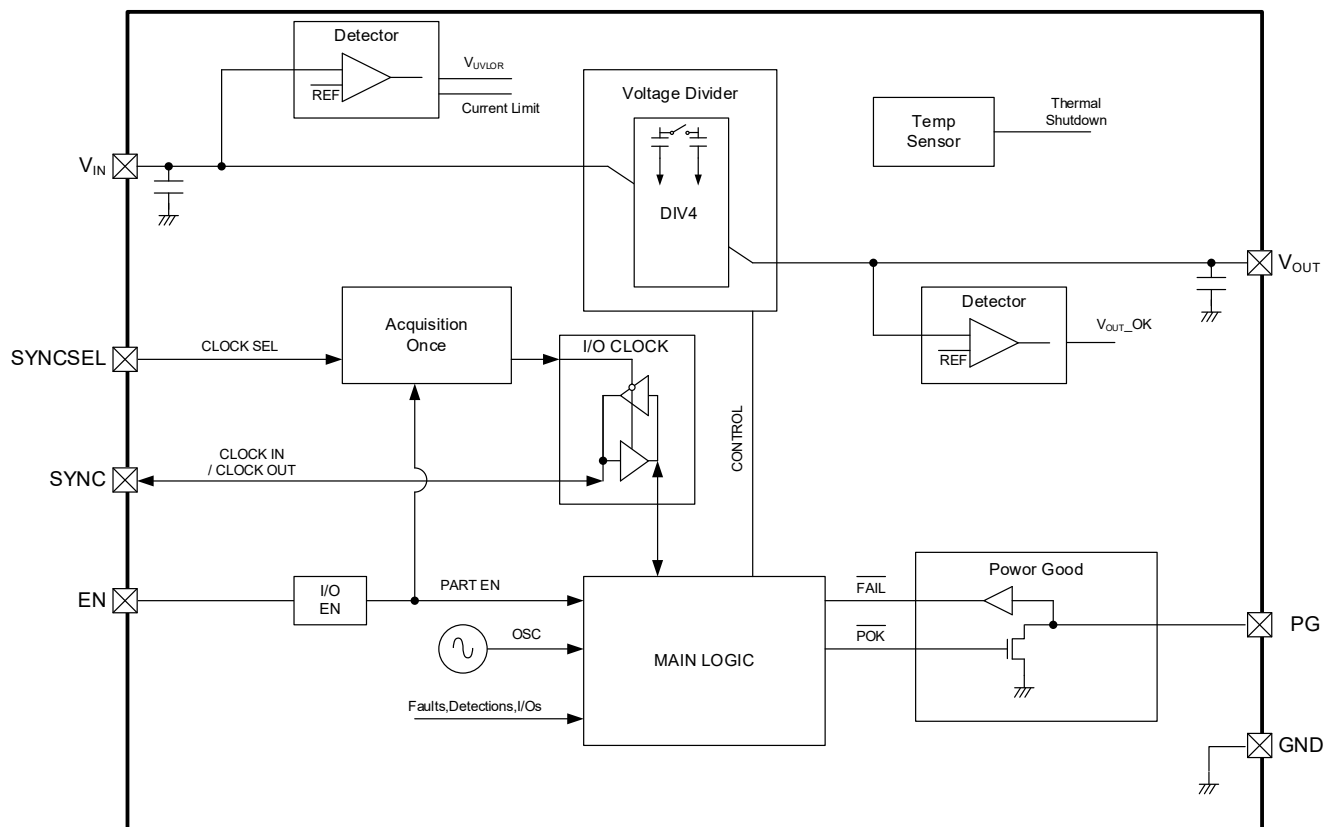 Detector
VUVLOR
REF
Current Limit
Voltage Divider
DIV4
Temp
Sensor
Thermal
Shutdown
VIN
VOUT
Detector
VOUT_OK
REF
Acquisition
Once
I/O CLOCK
SYNCSEL
CLOCK SEL
CONTROL
SYNC
CLOCK IN
/ CLOCK OUT
EN
I/O
EN
PART EN
OSC
Faults,Detections,I/Os
MAIN LOGIC
FAIL
POK
Powor Good
PG
GND